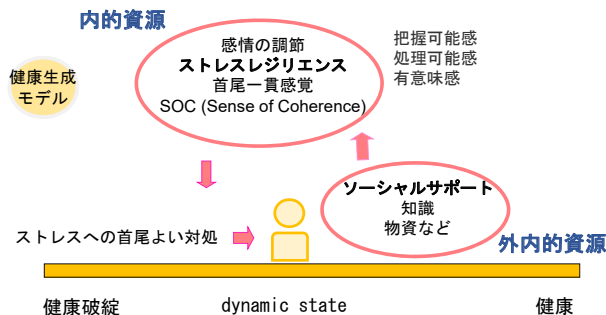 内的資源
感情の調節
ストレスレジリエンス
首尾一貫感覚
SOC (Sense of Coherence)
把握可能感
処理可能感
有意味感
健康生成
モデル
ソーシャルサポート
知識
物資など
ストレスへの首尾よい対処
外内的資源
健康破綻
dynamic state
健康